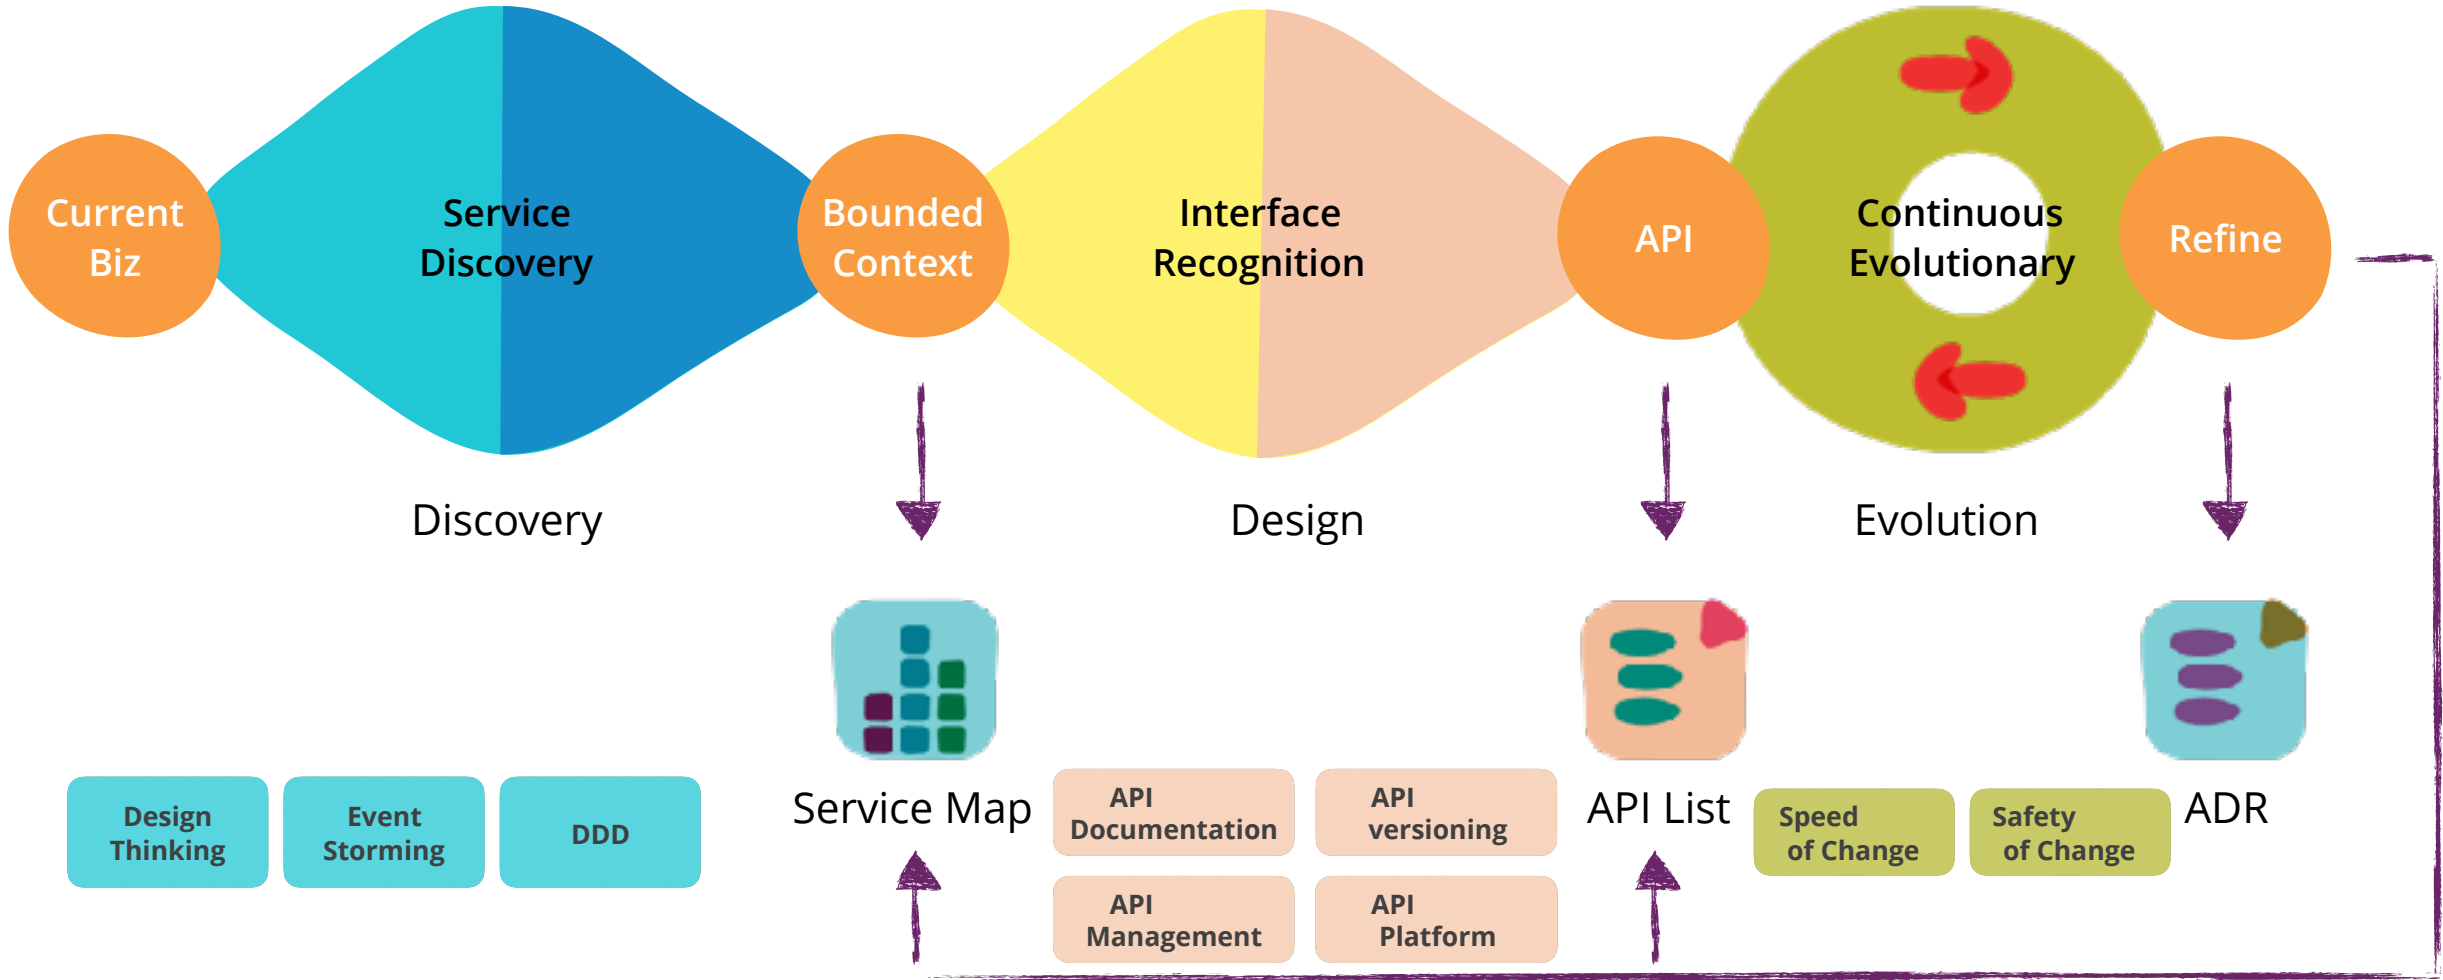 Current
Biz
Service
Discovery
Bounded
Context
Interface
Recognition
API
Continuous
Evolutionary
Refine
Discovery
Design
Evolution
Design
Thinking
Event
Storming
DDD
Service Map
API
Documentation
API
versioning
API
Management
API
Platform
API List
Speed
of Change
Safety
of Change
ADR